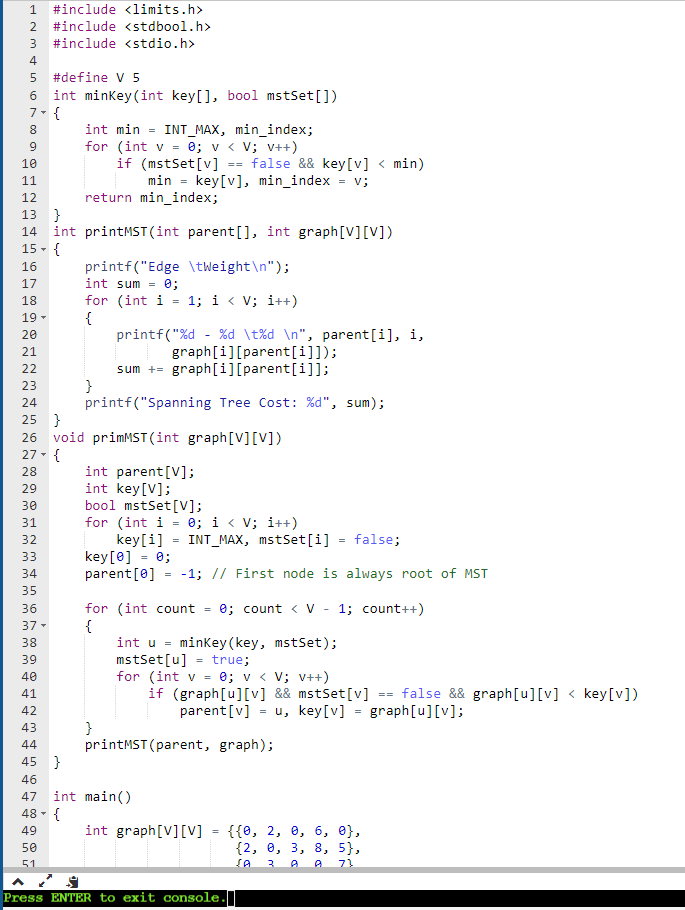 1 #include <limits.h>
2 #include <stdbool.h>
3 #include <stdio.h>
4
5 #define V 5
6 int minKey(int key[], bool mstSet[])
7 {
8     int min = INT_MAX, min_index;
9     for (int v = 0; v < V; v++)
10         if (mstSet[v] == false && key[v] < min)
11             min = key[v], min_index = v;
12     return min_index;
13 }
14 int printMST(int parent[], int graph[V][V])
15 {
16     printf("Edge \tWeight\n");
17     int sum = 0;
18     for (int i = 1; i < V; i++)
19     {
20         printf("%d - %d \t%d \n", parent[i], i,
21                graph[i][parent[i]]);
22         sum += graph[i][parent[i]];
23     }
24     printf("Spanning Tree Cost: %d", sum);
25 }
26 void primMST(int graph[V][V])
27 {
28     int parent[V];
29     int key[V];
30     bool mstSet[V];
31     for (int i = 0; i < V; i++)
32         key[i] = INT_MAX, mstSet[i] = false;
33     key[0] = 0;
34     parent[0] = -1; // First node is always root of MST
35
36     for (int count = 0; count < V - 1; count++)
37     {
38         int u = minKey(key, mstSet);
39         mstSet[u] = true;
40         for (int v = 0; v < V; v++)
41             if (graph[u][v] && mstSet[v] == false && graph[u][v] < key[v])
42                 parent[v] = u, key[v] = graph[u][v];
43     }
44     printMST(parent, graph);
45 }
46
47 int main()
48 {
49     int graph[V][V] = {{0, 2, 0, 6, 0},
50                        {2, 0, 3, 8, 5},
51                        {0, 3, 0, 0, 7},
Press ENTER to exit console.